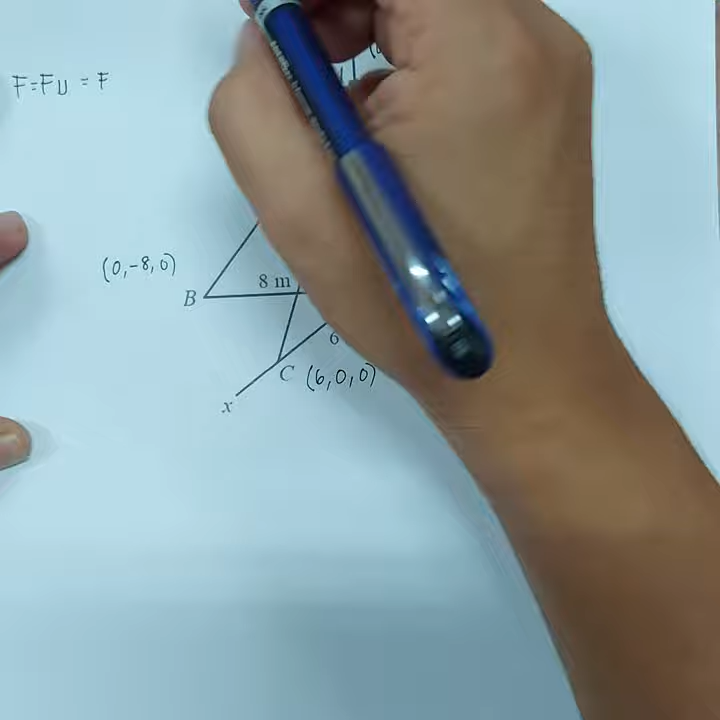 F=FU = F
(0,-8,0)
8 m
B
6
C (6,0,0)
x